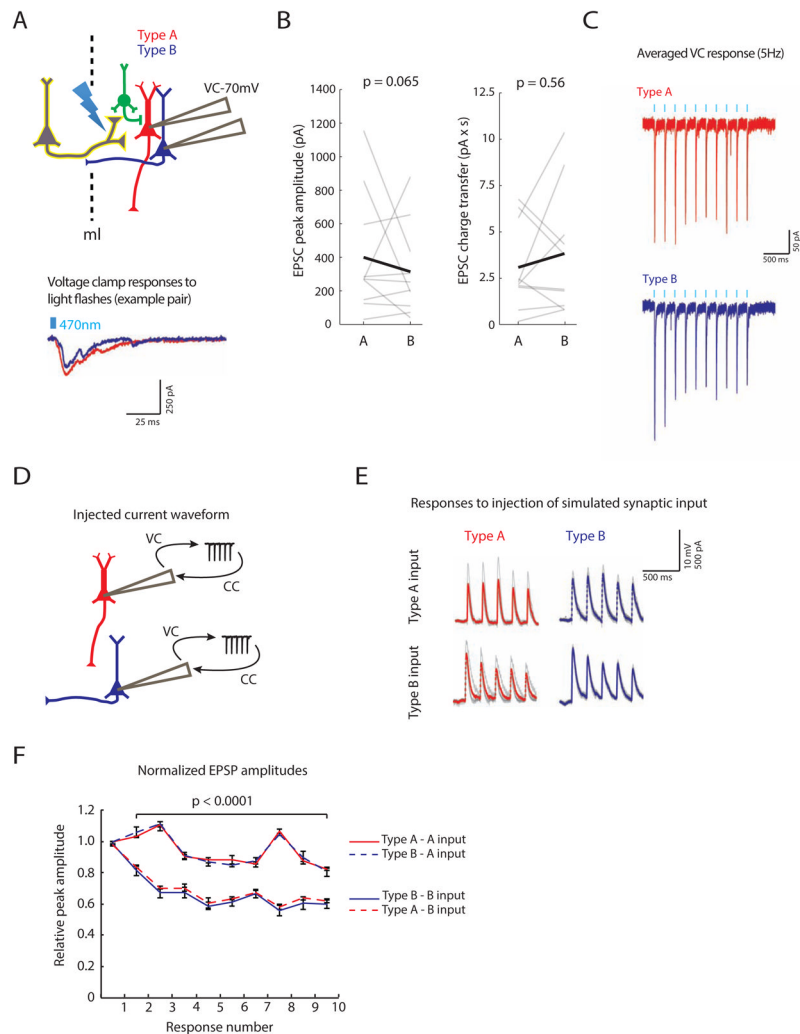 A
Type A
Type B
VC-70mV
ml
Voltage clamp responses to
light flashes (example pair)
470nm
250 pA
25 ms
B
p = 0.065
EPSC peak amplitude (pA)
1400
1200
1000
800
600
400
200
0
A
B
p = 0.56
EPSC charge transfer (pA x s)
12.5
10
7.5
5
2.5
0
A
B
C
Averaged VC response (5Hz)
Type A
50 pA
500 ms
Type B
D
Injected current waveform
VC
CC
VC
CC
E
Responses to injection of simulated synaptic input
Type A
Type B
10 mV
500 pA
500 ms
Type A input
Type B input
F
Normalized EPSP amplitudes
p < 0.0001
Relative peak amplitude
1.2
1.0
0.8
0.6
0.4
0.2
0
1 2 3 4 5 6 7 8 9 10
Response number
Type A - A input
Type B - A input
Type B - B input
Type A - B input